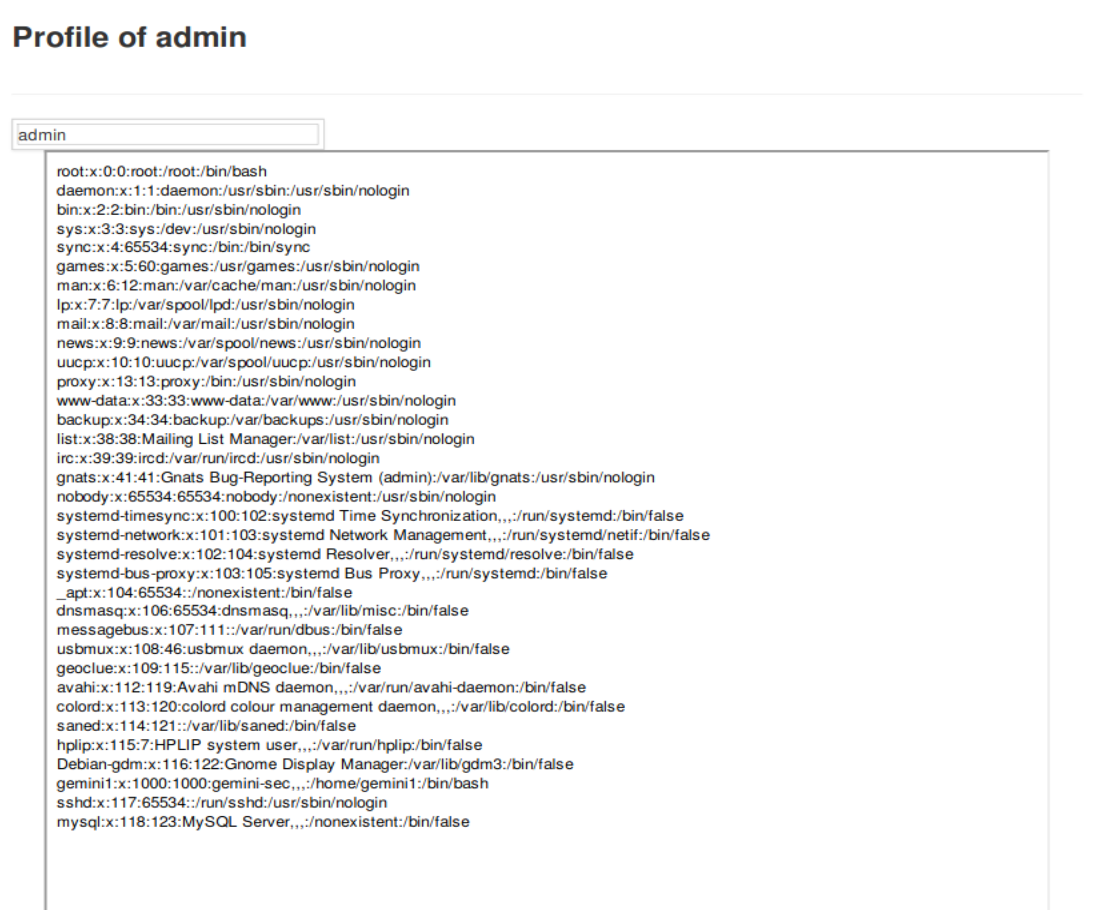 Profile of admin
admin
root:x:0:0:root:/root:/bin/bash
daemon:x:1:1:daemon:/usr/sbin:/usr/sbin/nologin
bin:x:2:2:bin:/bin:/usr/sbin/nologin
sys:x:3:3:sys:/dev:/usr/sbin/nologin
sync:x:4:65534:sync:/bin:/bin/sync
games:x:5:60:games:/usr/games:/usr/sbin/nologin
man:x:6:12:man:/var/cache/man:/usr/sbin/nologin
lp:x:7:7:lp:/var/spool/lpd:/usr/sbin/nologin
mail:x:8:8:mail:/var/mail:/usr/sbin/nologin
news:x:9:9:news:/var/spool/news:/usr/sbin/nologin
uucp:x:10:10:uucp:/var/spool/uucp:/usr/sbin/nologin
proxy:x:13:13:proxy:/bin:/usr/sbin/nologin
www-data:x:33:33:www-data:/var/www:/usr/sbin/nologin
backup:x:34:34:backup:/var/backups:/usr/sbin/nologin
list:x:38:38:Mailing List Manager:/var/list:/usr/sbin/nologin
irc:x:39:39:ircd:/var/run/ircd:/usr/sbin/nologin
gnats:x:41:41:Gnats Bug-Reporting System (admin):/var/lib/gnats:/usr/sbin/nologin
nobody:x:65534:65534:nobody:/nonexistent:/usr/sbin/nologin
systemd-timesync:x:100:102:systemd Time Synchronization,,,:/run/systemd:/bin/false
systemd-network:x:101:103:systemd Network Management,,,:/run/systemd/netif:/bin/false
systemd-resolve:x:102:104:systemd Resolver,,,:/run/systemd/resolve:/bin/false
systemd-bus-proxy:x:103:105:systemd Bus Proxy,,,:/run/systemd:/bin/false
_apt:x:104:65534::/nonexistent:/bin/false
dnsmasq:x:106:65534:dnsmasq,,,:/var/lib/misc:/bin/false
messagebus:x:107:111::/var/run/dbus:/bin/false
usbmux:x:108:46:usbmux daemon,,,:/var/lib/usbmux:/bin/false
geoclue:x:109:115::/var/lib/geoclue:/bin/false
avahi:x:112:119:Avahi mDNS daemon,,,:/var/run/avahi-daemon:/bin/false
colord:x:113:120:colord colour management daemon,,,:/var/lib/colord:/bin/false
saned:x:114:121::/var/lib/saned:/bin/false
hplip:x:115:7:HPLIP system user,,,:/var/run/hplip:/bin/false
Debian-gdm:x:116:122:Gnome Display Manager:/var/lib/gdm3:/bin/false
gemini1:x:1000:1000:gemini-sec,,,:/home/gemini1:/bin/bash
sshd:x:117:65534::/run/sshd:/usr/sbin/nologin
mysql:x:118:123:MySQL Server,,,:/nonexistent:/bin/false